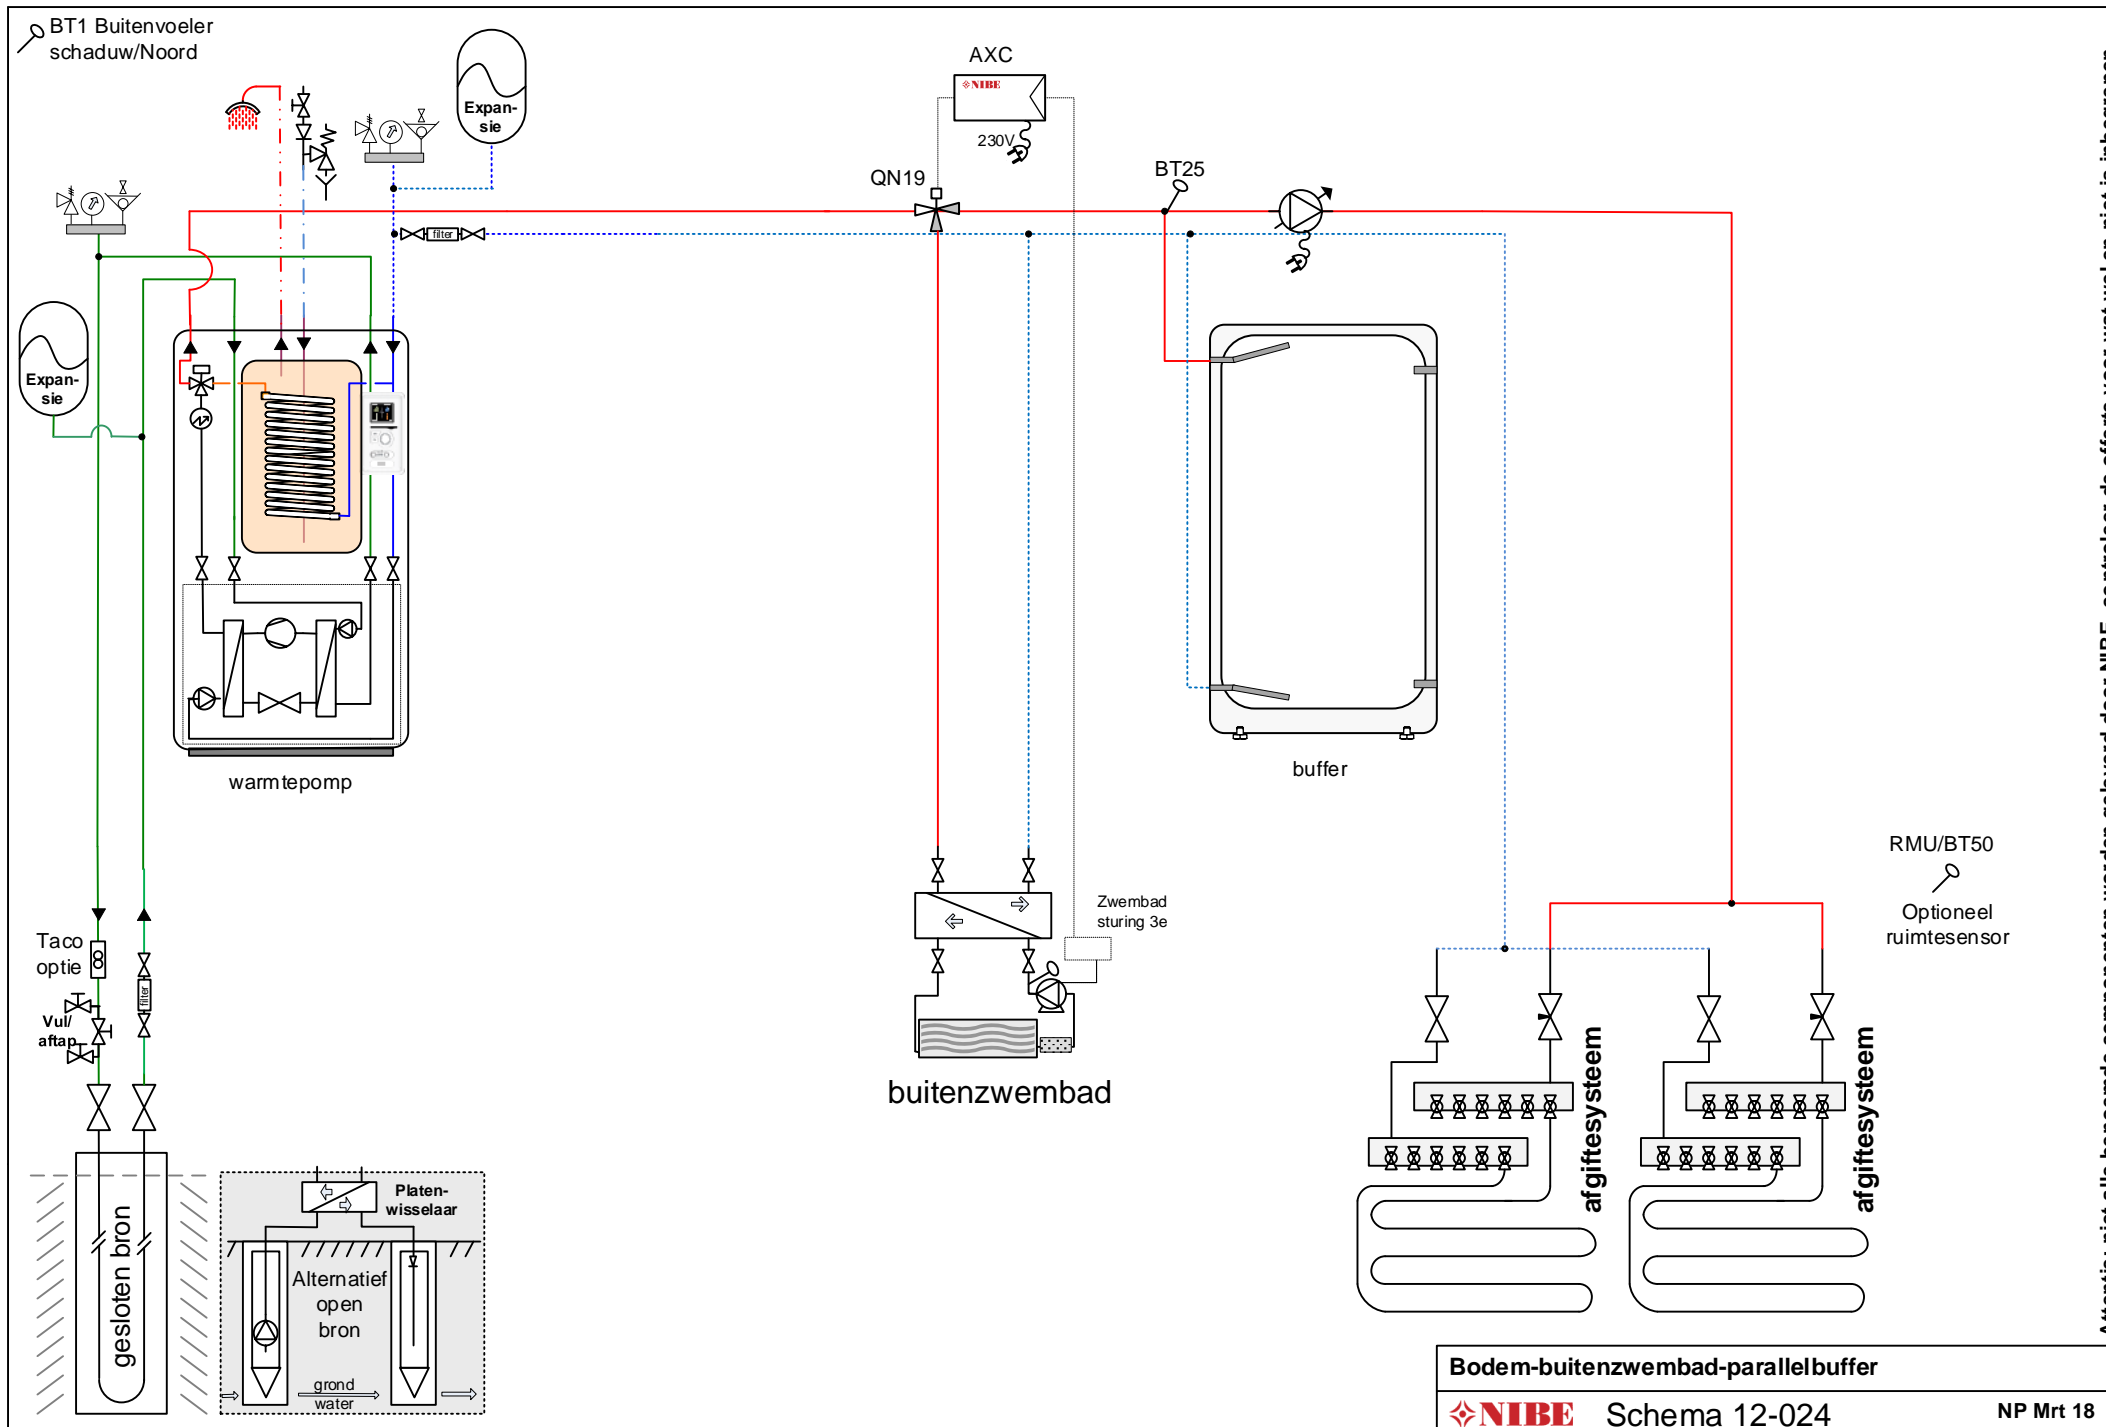 BT1 Buitenvoeler
schaduw/Noord
Expan-
sie
AXC
NIBE
230V
QN19
BT25
filter
Expan-
sie
warmtepomp
buffer
RMU/BT50
Optioneel
ruimtesensor
Zwembad
sturing 3e
Taco
optie
filter
Vul/
aftap
buitenzwembad
afgiftesysteem
afgiftesysteem
gesloten bron
Platen-
wisselaar
Alternatief
open
bron
grond
water
Bodem-buitenzwembad-parallelbuffer
NIBE
Schema 12-024
NP Mrt 18